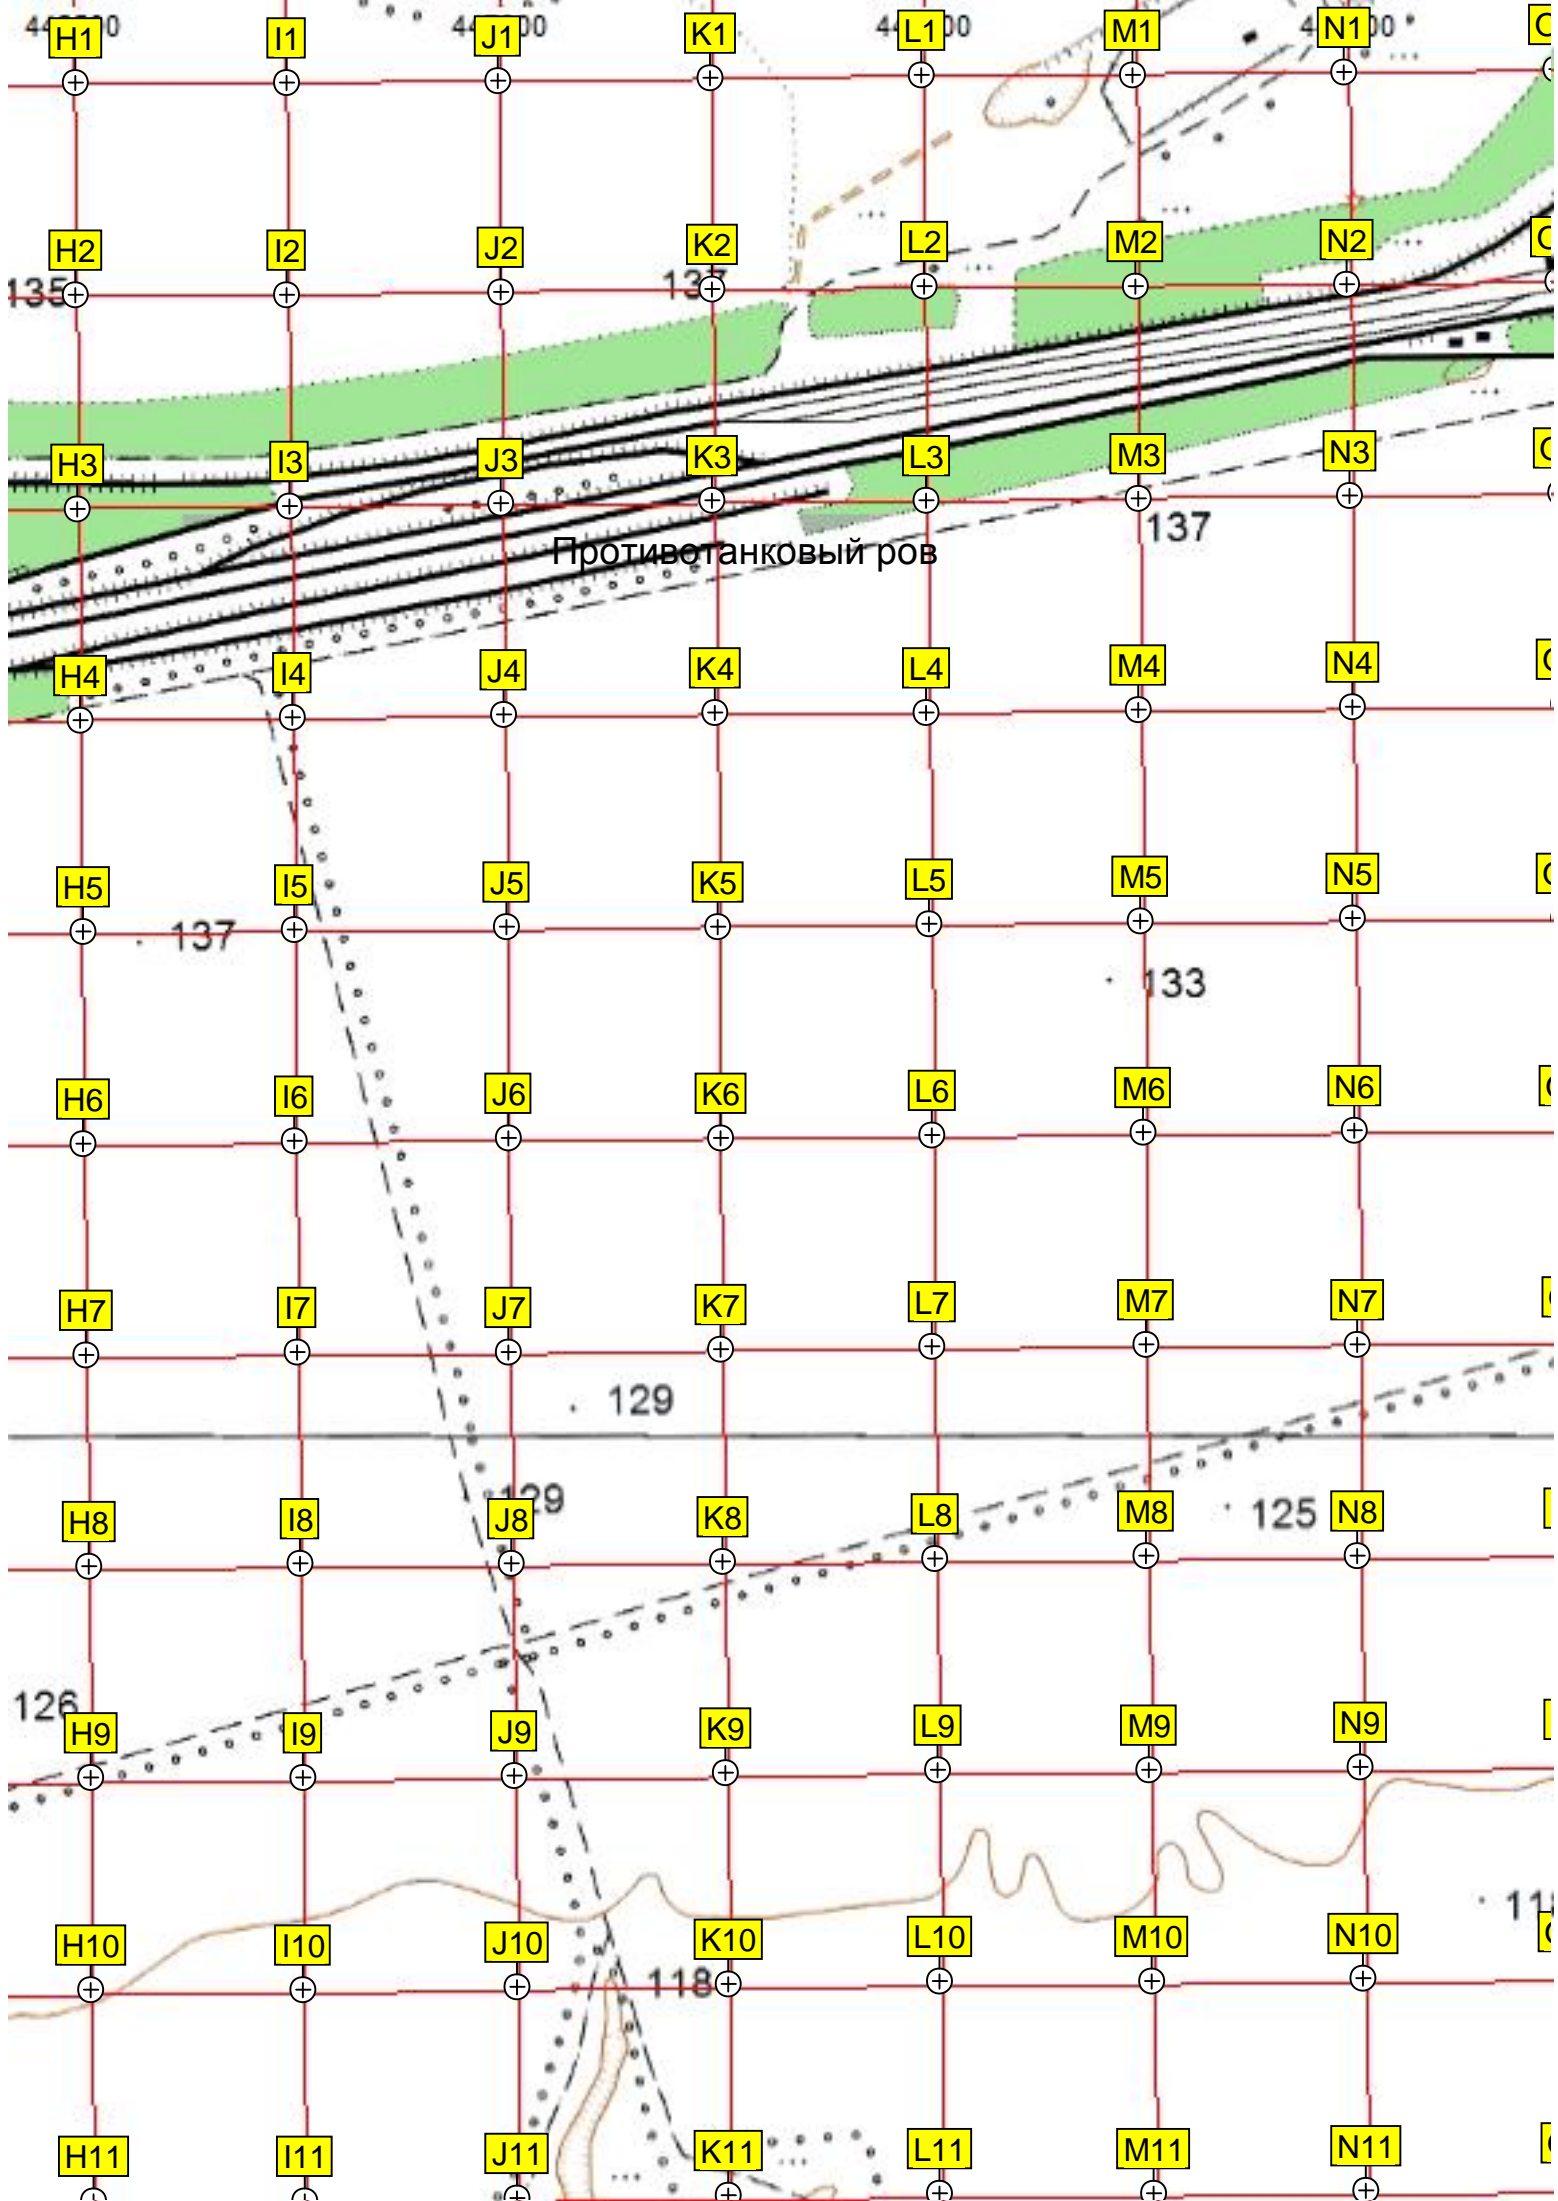 H1 I1 J1 K1 L1 M1 N1
H2 I2 J2 K2 L2 M2 N2
135 137
H3 I3 J3 K3 L3 M3 N3
137
Противотанковый ров
H4 I4 J4 K4 L4 M4 N4
H5 I5 J5 K5 L5 M5 N5
137
133
H6 I6 J6 K6 L6 M6 N6
H7 I7 J7 K7 L7 M7 N7
129
129
125
H8 I8 J8 K8 L8 M8 N8
126
H9 I9 J9 K9 L9 M9 N9
H10 I10 J10 K10 L10 M10 N10
118
H11 I11 J11 K11 L11 M11 N11